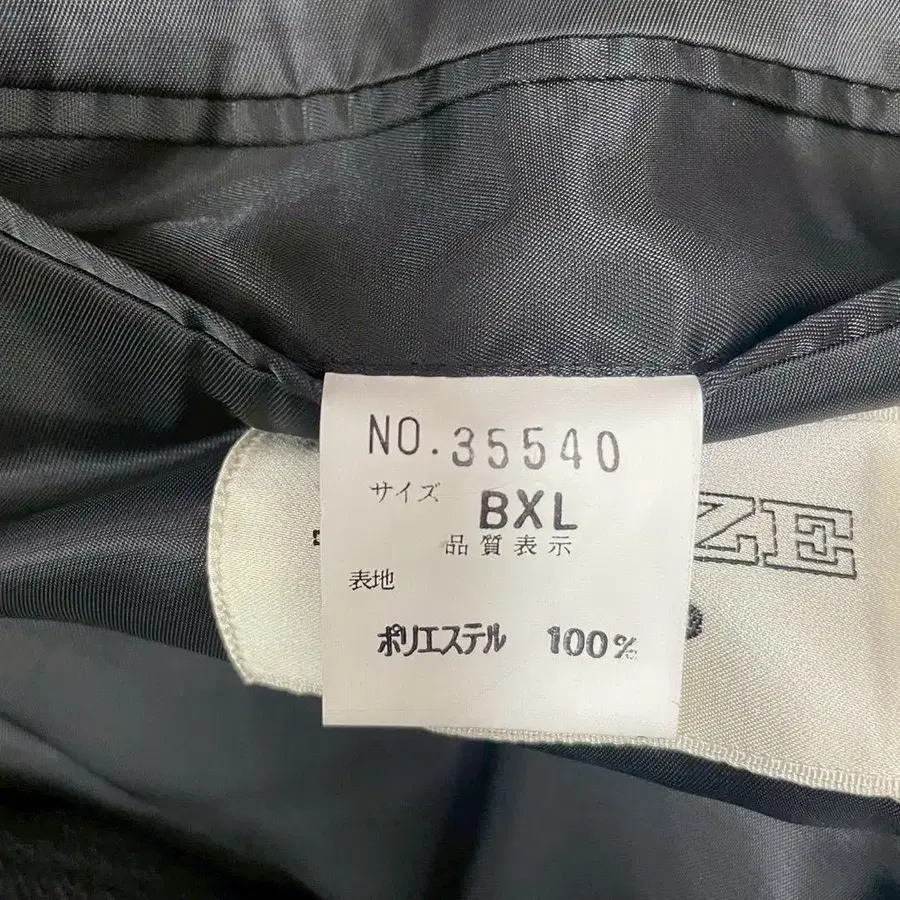 NO.35540
サイズ BXL
品質表示
表地
ポリエステル 100%
ZE